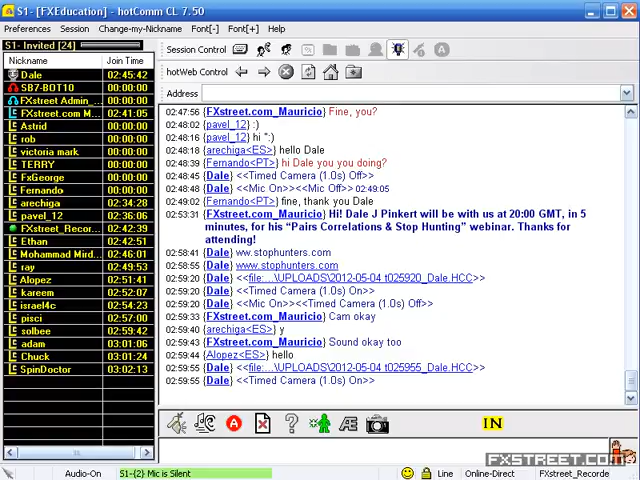 S1- [FXEducation] - hotComm CL 7.50
Preferences Session Change-my-Nickname Font[-] Font[+] Help
S1- Invited [24]
Session Control
Nickname Join Time
hotWeb Control
Address
Dale 02:45:42
SB7-BOT10 00:00:00
FXstreet Admin_... 00:00:00
FXstreet.com M... 02:41:05
Astrid 00:00:00
rob 00:00:00
victoria mark 00:00:00
TERRY 00:00:00
FxGeorge 00:00:00
Fernando 00:00:00
arechiga 02:34:28
pavel_12 02:36:06
FXstreet_Recor... 02:42:39
Ethan 02:42:51
Mohammad Mird... 02:46:01
ray 02:49:53
Alopez 02:51:41
kareem 02:52:07
israel4c 02:54:23
pisci 02:57:00
solbee 02:59:42
adam 03:01:06
Chuck 03:01:24
SpinDoctor 03:02:13
02:47:56 {FXstreet.com_Mauricio} Fine, you?
02:48:02 {pavel_12} :)
02:48:16 {pavel_12} hi ":)
02:48:18 {arechiga<ES} hello Dale
02:48:39 {Fernando<PT} hi Dale you you doing?
02:48:45 {Dale} <<Timed Camera (1.0s) Off>>
02:48:48 {Dale} <<Mic On>><<Mic Off>> 02:49:05
02:49:02 {Fernando<PT} fine, thank you Dale
02:53:31 {FXstreet.com_Mauricio} Hi! Dale J Pinkert will be with us at 20:00 GMT, in 5
minutes, for his “Pairs Correlations & Stop Hunting” webinar. Thanks for
attending!
02:58:41 {Dale} ww.stophunters.com
02:58:55 {Dale} www.stophunters.com
02:59:20 {Dale} <<file:...\UPLOADS\2012-05-04 t025920_Dale.HCC>>
02:59:20 {Dale} <<Timed Camera (1.0s) On>>
02:59:20 {Dale} <<Mic On>><<Timed Camera (1.0s) Off>>
02:59:38 {FXstreet.com_Mauricio} Cam okay
02:59:40 {arechiga<ES} y
02:59:43 {FXstreet.com_Mauricio} Sound okay too
02:59:44 {Alopez<ES} hello
02:59:55 {Dale} <<file:...\UPLOADS\2012-05-04 t025955_Dale.HCC>>
02:59:55 {Dale} <<Timed Camera (1.0s) On>>
A ? Æ IN
FXSTREET.COM
Audio-On S1-{2} Mic is Silent Line Online-Direct FXstreet_Recorde